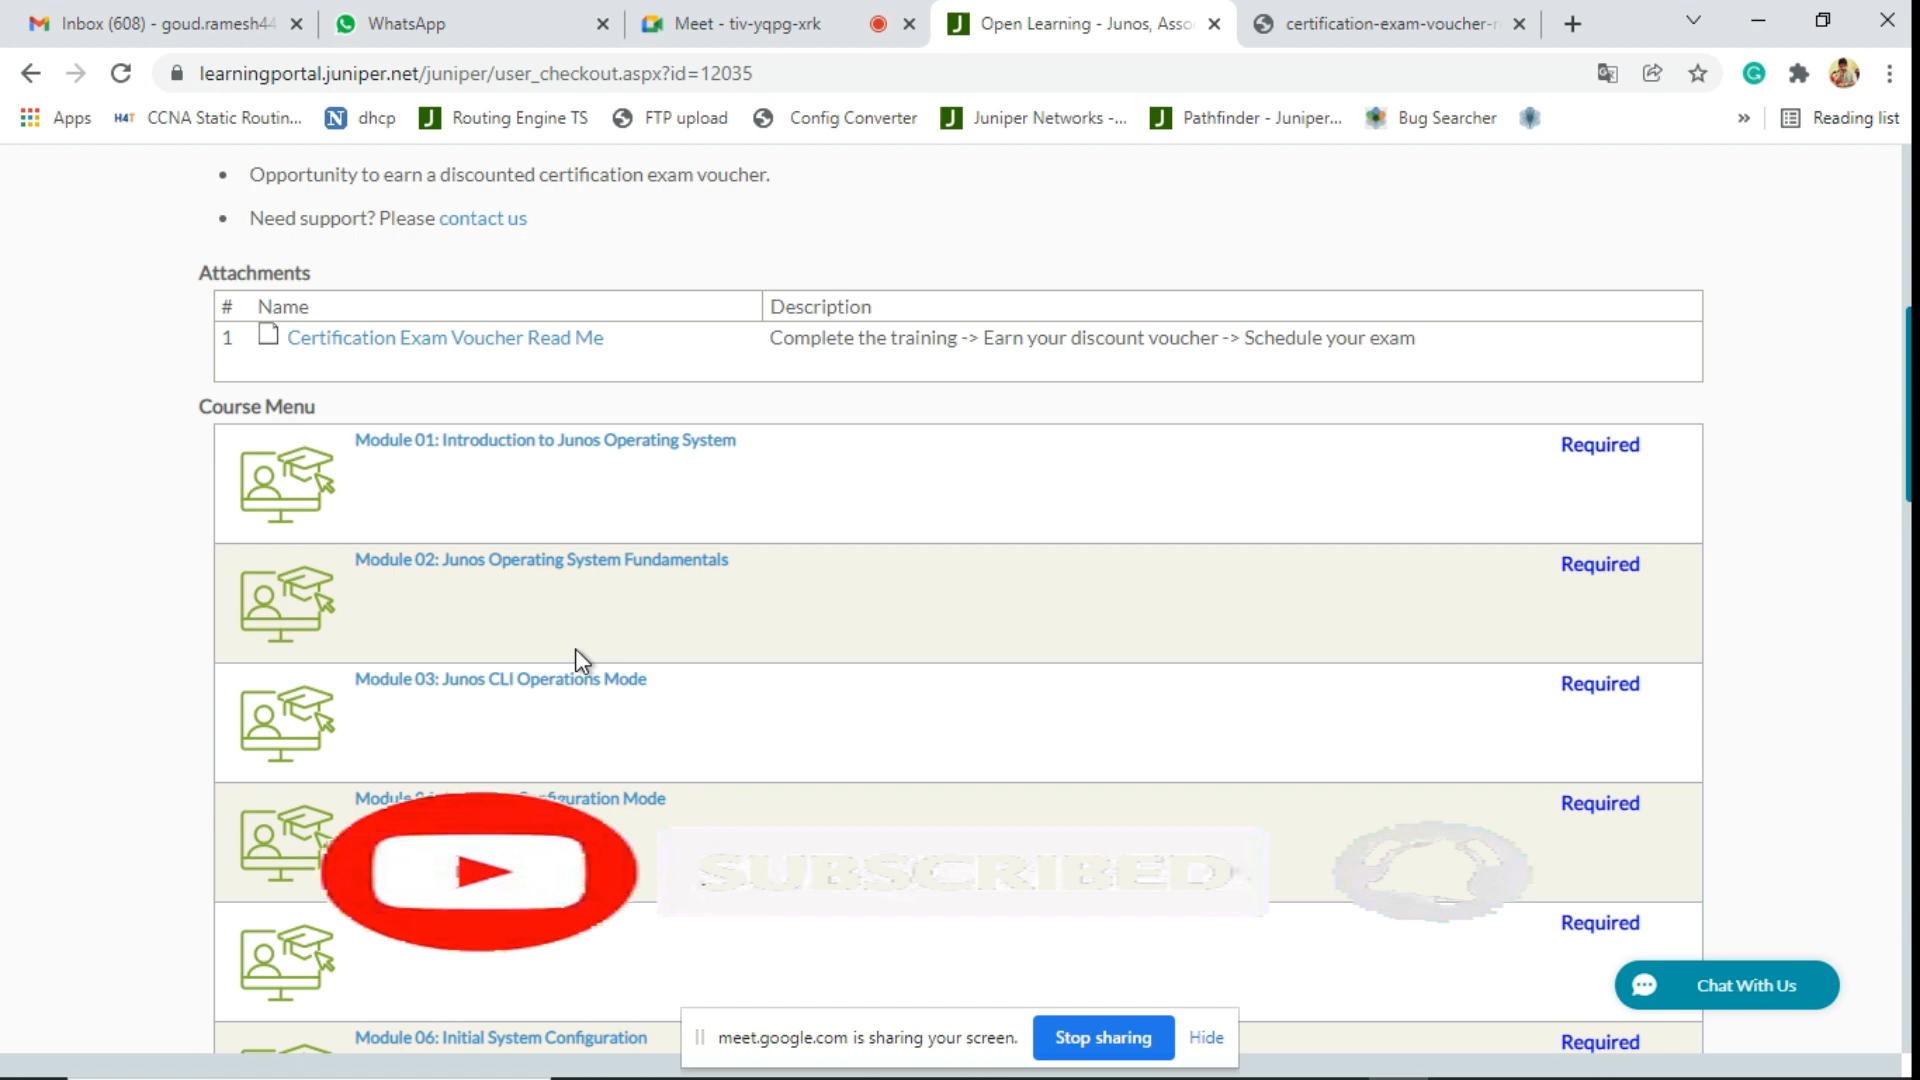 Inbox (608) - goud.ramesh44
WhatsApp
Meet - tiv-yqpg-xrk
Open Learning - Junos, Asso
certification-exam-voucher-r
learningportal.juniper.net/juniper/user_checkout.aspx?id=12035
Apps
H4T CCNA Static Routin...
N dhcp
J Routing Engine TS
FTP upload
Config Converter
J Juniper Networks -...
J Pathfinder - Juniper...
Bug Searcher
»
Reading list
• Opportunity to earn a discounted certification exam voucher.
• Need support? Please contact us
Attachments
# Name Description
1 Certification Exam Voucher Read Me Complete the training -> Earn your discount voucher -> Schedule your exam
Course Menu
Module 01: Introduction to Junos Operating System Required
Module 02: Junos Operating System Fundamentals Required
Module 03: Junos CLI Operations Mode Required
Configuration Mode Required
SUBSCRIBED
Required
Chat With Us
Module 06: Initial System Configuration Required
meet.google.com is sharing your screen. Stop sharing Hide